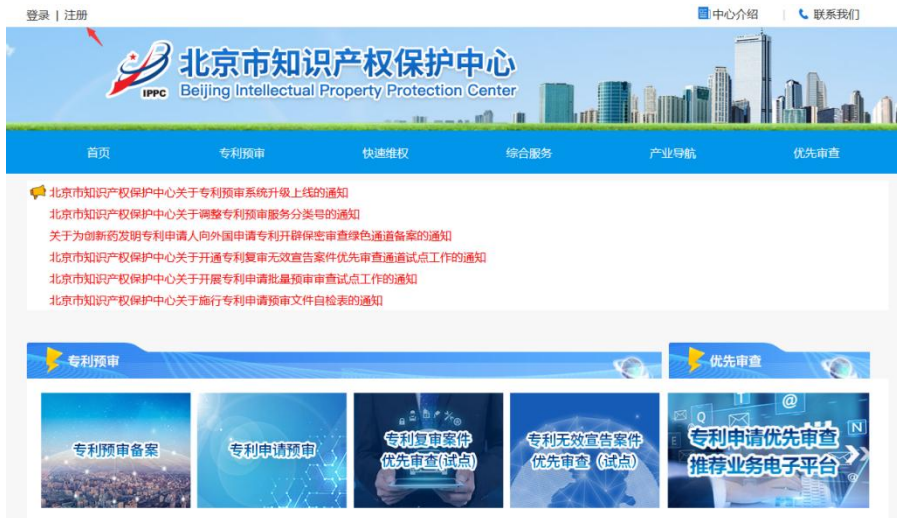 登录 | 注册
中心介绍 | 联系我们
IPPC
北京市知识产权保护中心
Beijing Intellectual Property Protection Center
首页 专利预审 快速维权 综合服务 产业导航 优先审查
北京市知识产权保护中心关于专利预审系统升级上线的通知
北京市知识产权保护中心关于调整专利预审服务分类号的通知
关于为创新药发明专利申请人向外国申请专利开辟保密审查绿色通道备案的通知
北京市知识产权保护中心关于开通专利复审无效宣告案件优先审查通道试点工作的通知
北京市知识产权保护中心关于开展专利申请批量预审审查试点工作的通知
北京市知识产权保护中心关于施行专利申请预审文件自检表的通知
专利预审
优先审查
专利预审备案
专利申请预审
专利复审案件
优先审查(试点)
专利无效宣告案件
优先审查（试点）
专利申请优先审查
推荐业务电子平台